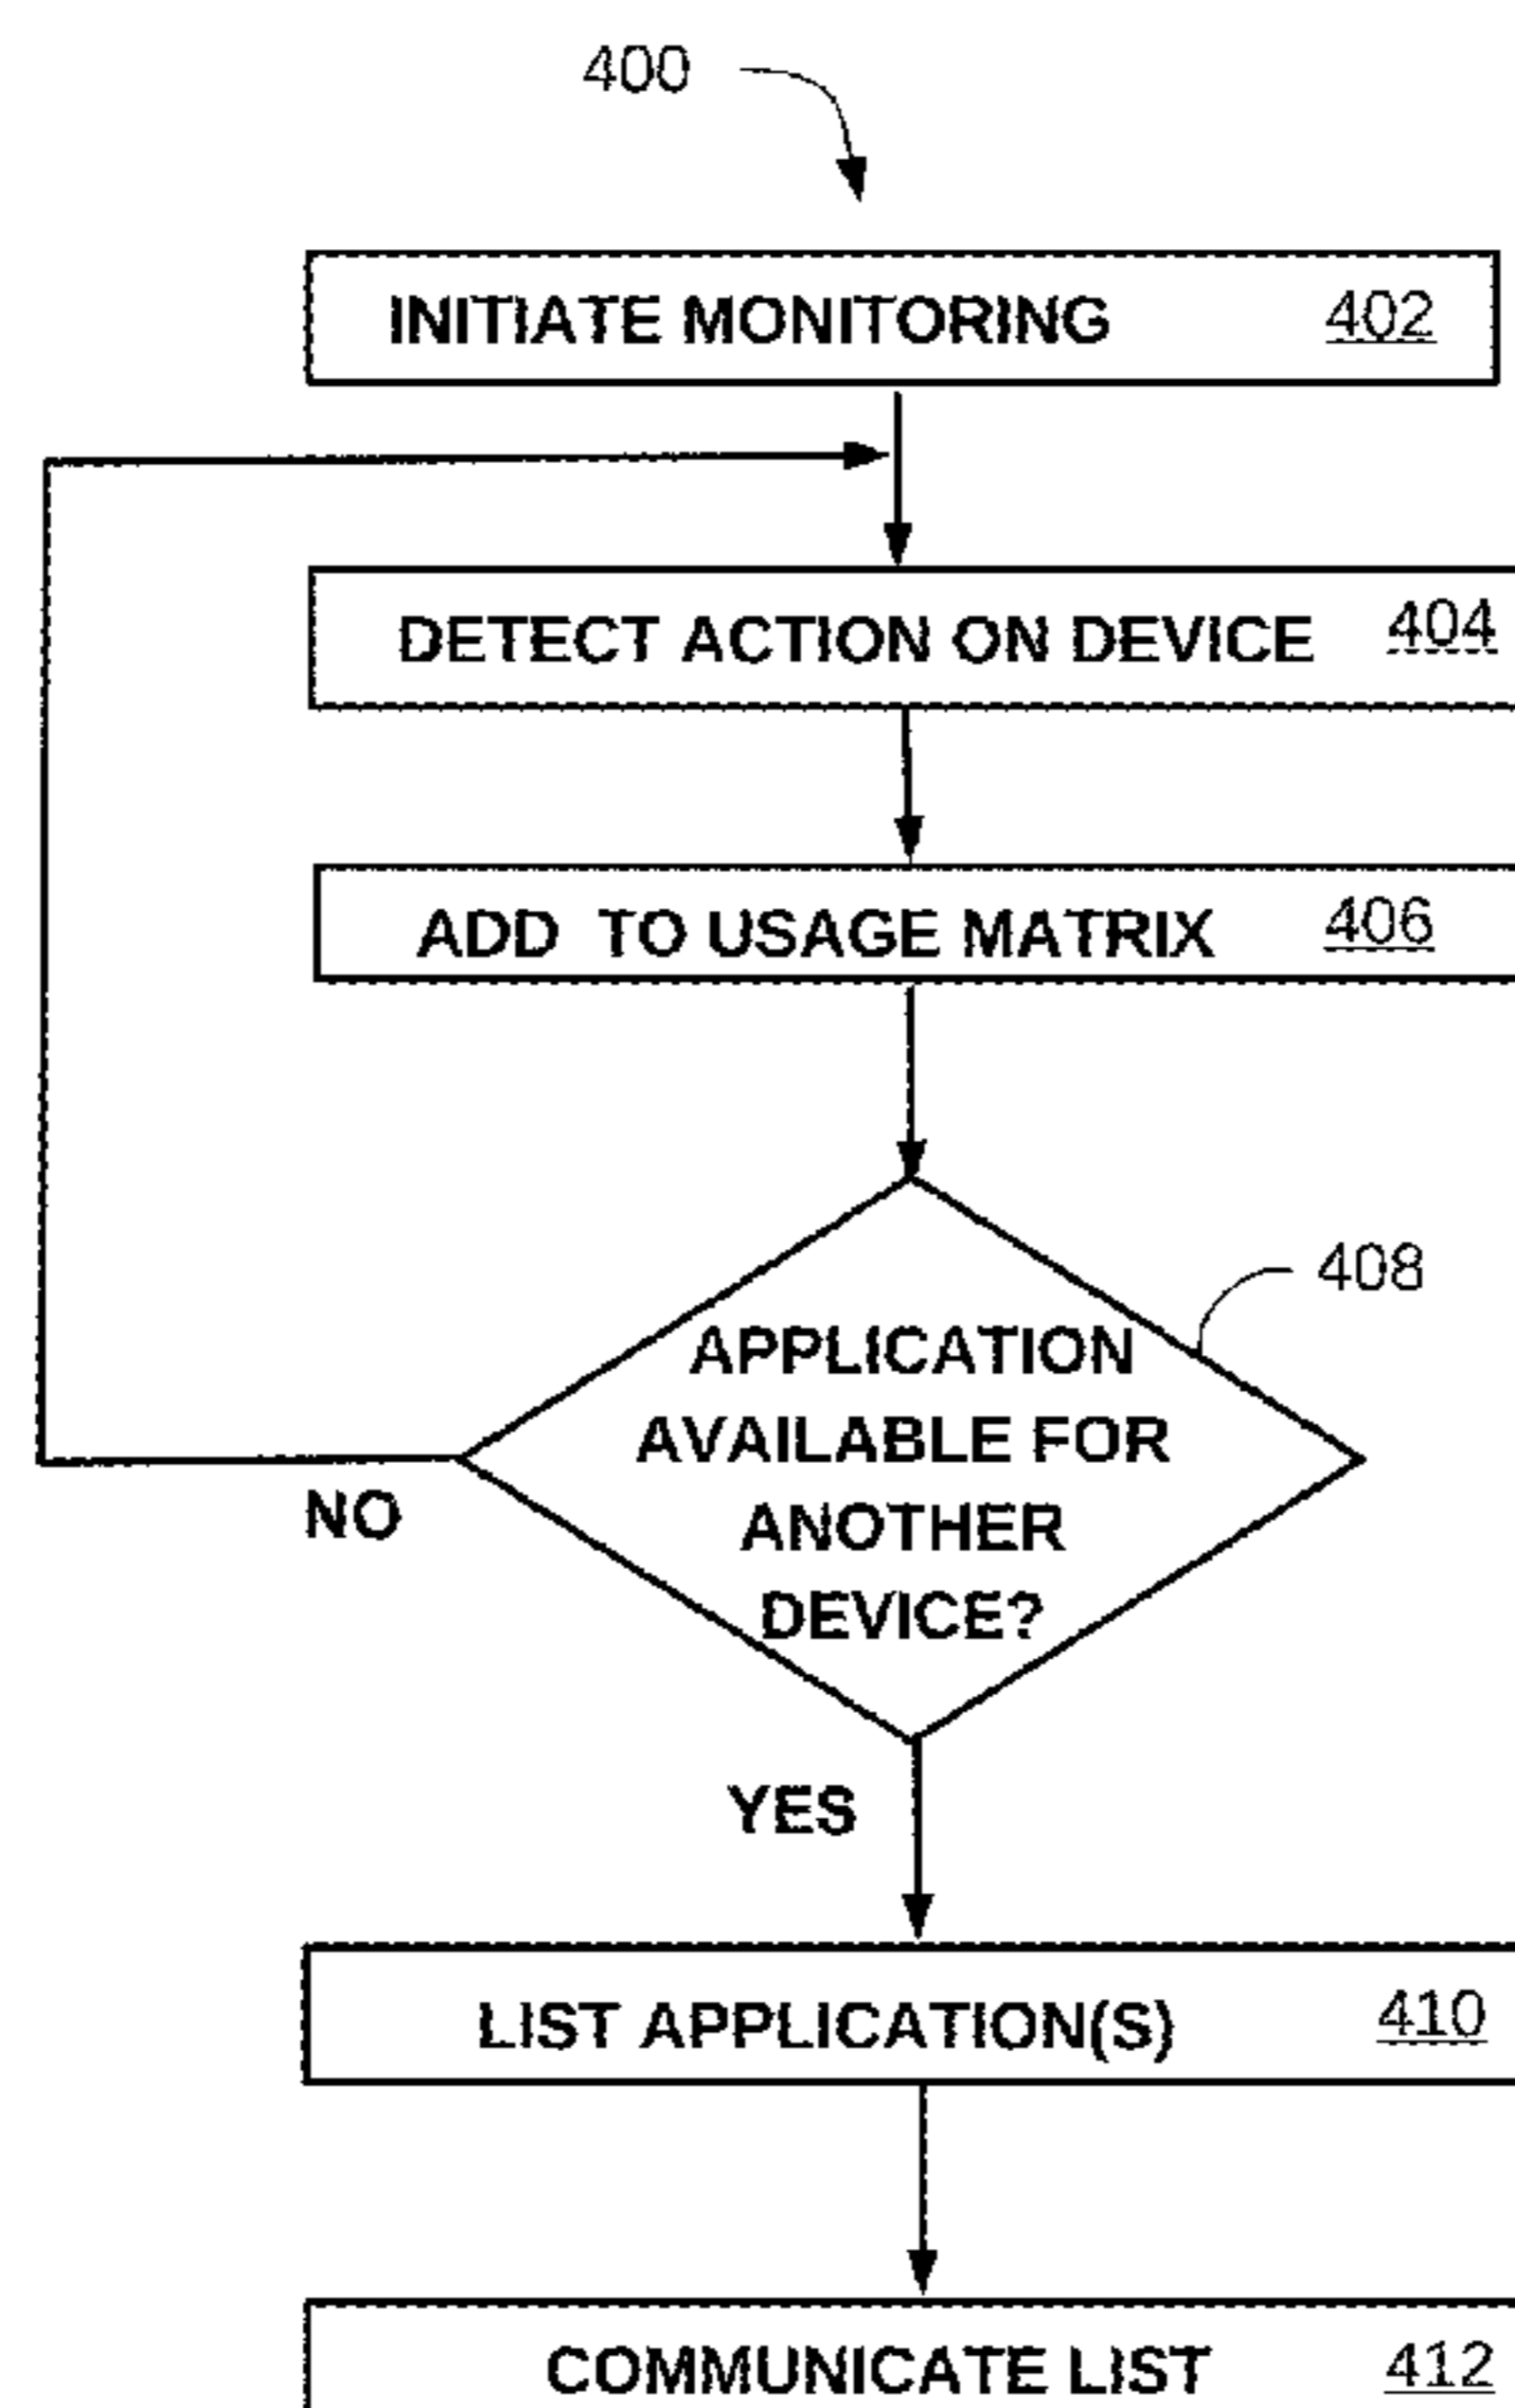 400
INITIATE MONITORING 402
DETECT ACTION ON DEVICE 404
ADD TO USAGE MATRIX 406
408
APPLICATION
AVAILABLE FOR
ANOTHER
DEVICE?
NO
YES
LIST APPLICATION(S) 410
COMMUNICATE LIST 412